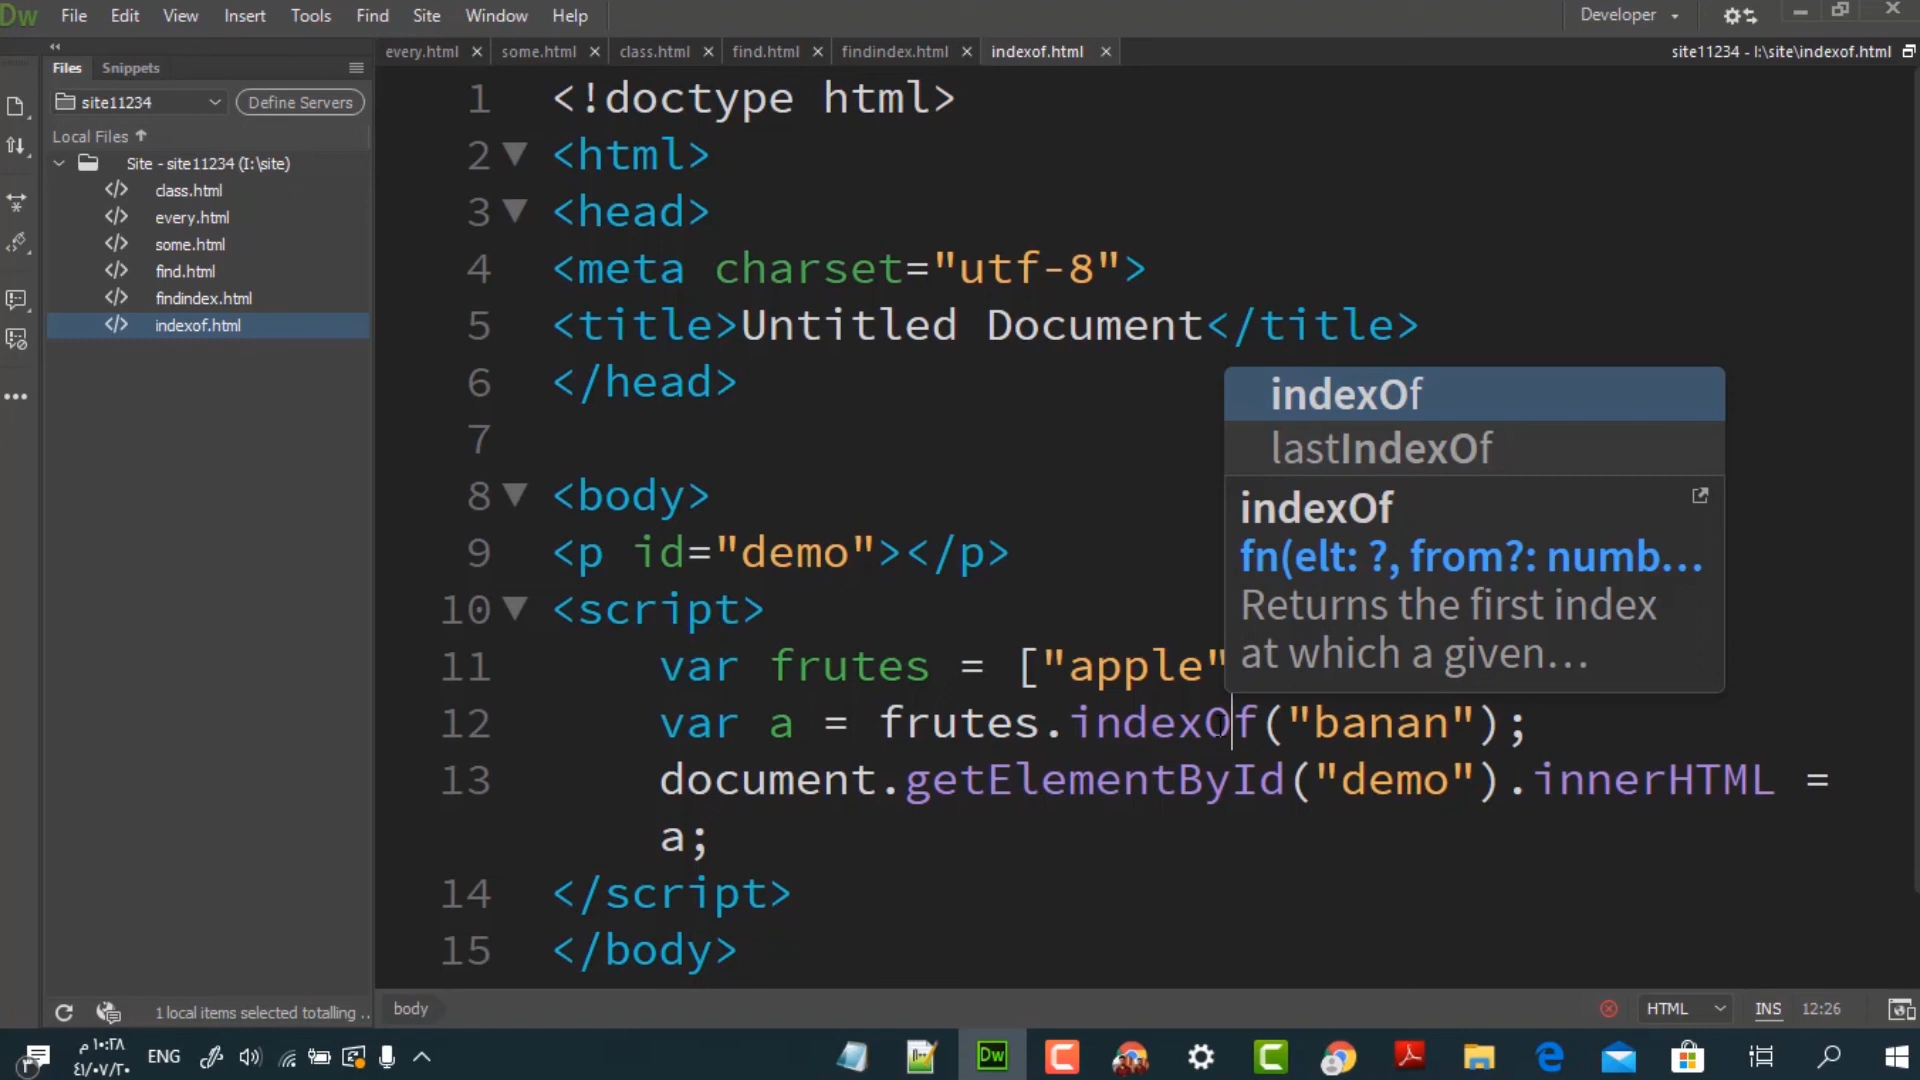 Dw File Edit View Insert Tools Find Site Window Help Developer
every.html some.html class.html find.html findindex.html indexof.html site11234 - I:\site\indexof.html
Files Snippets
site11234 Define Servers
Local Files
Site - site11234 (I:\site)
class.html
every.html
some.html
find.html
findindex.html
indexof.html
1 <!doctype html>
2 <html>
3 <head>
4 <meta charset="utf-8">
5 <title>Untitled Document</title>
6 </head>
7
8 <body>
9 <p id="demo"></p>
10 <script>
11 var frutes = ["apple"
12 var a = frutes.indexOf("banan");
13 document.getElementById("demo").innerHTML =
a;
14 </script>
15 </body>
indexOf
lastIndexOf
indexOf
fn(elt: ?, from?: numb...
Returns the first index
at which a given...
1 local items selected totalling ..
body HTML INS 12:26
ENG
١٠:٢٨ م
٤١/٠٧/٢٠
Dw